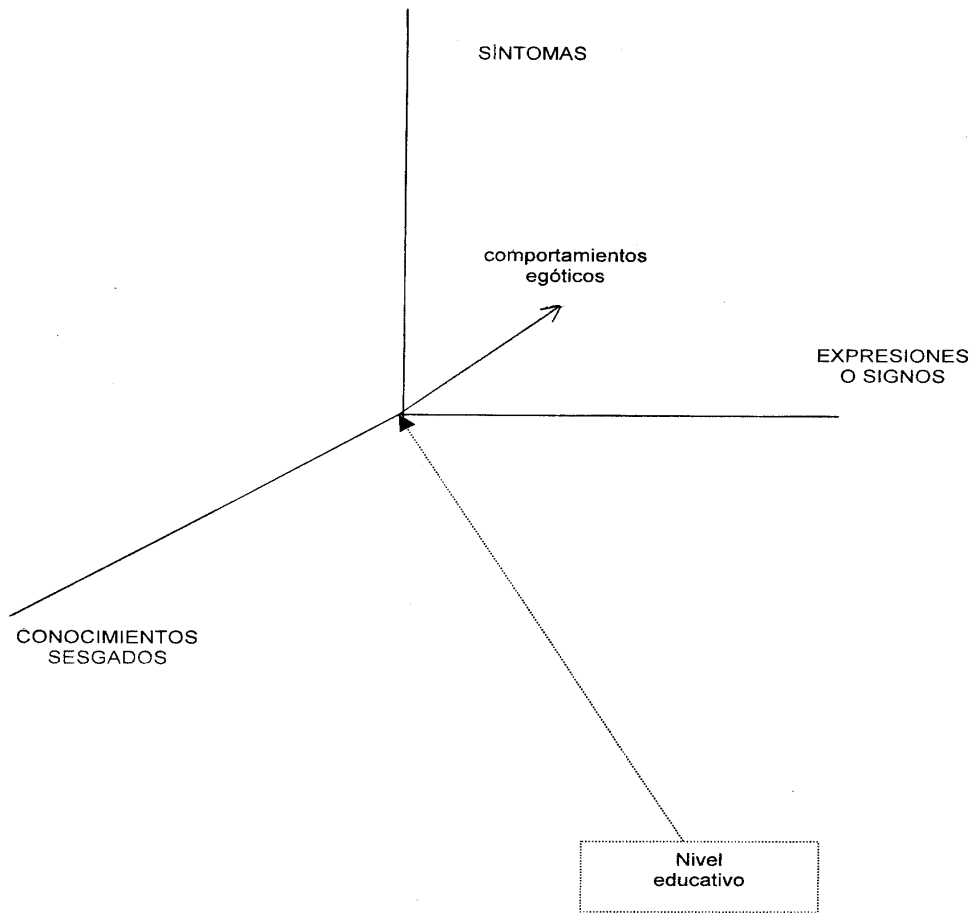 SÍNTOMAS
comportamientos
egóticos
EXPRESIONES
O SIGNOS
CONOCIMIENTOS
SESGADOS
Nivel
educativo